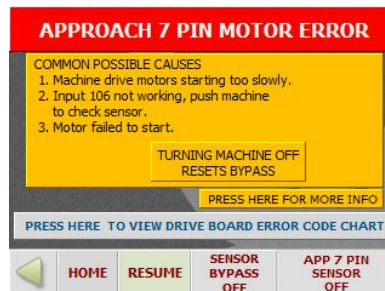 APPROACH 7 PIN MOTOR ERROR
COMMON POSSIBLE CAUSES
1. Machine drive motors starting too slowly.
2. Input 106 not working, push machine
to check sensor.
3. Motor failed to start.
TURNING MACHINE OFF
RESETS BYPASS
PRESS HERE FOR MORE INFO
PRESS HERE TO VIEW DRIVE BOARD ERROR CODE CHART
HOME
RESUME
SENSOR
BYPASS
OFF
APP 7 PIN
SENSOR
OFF